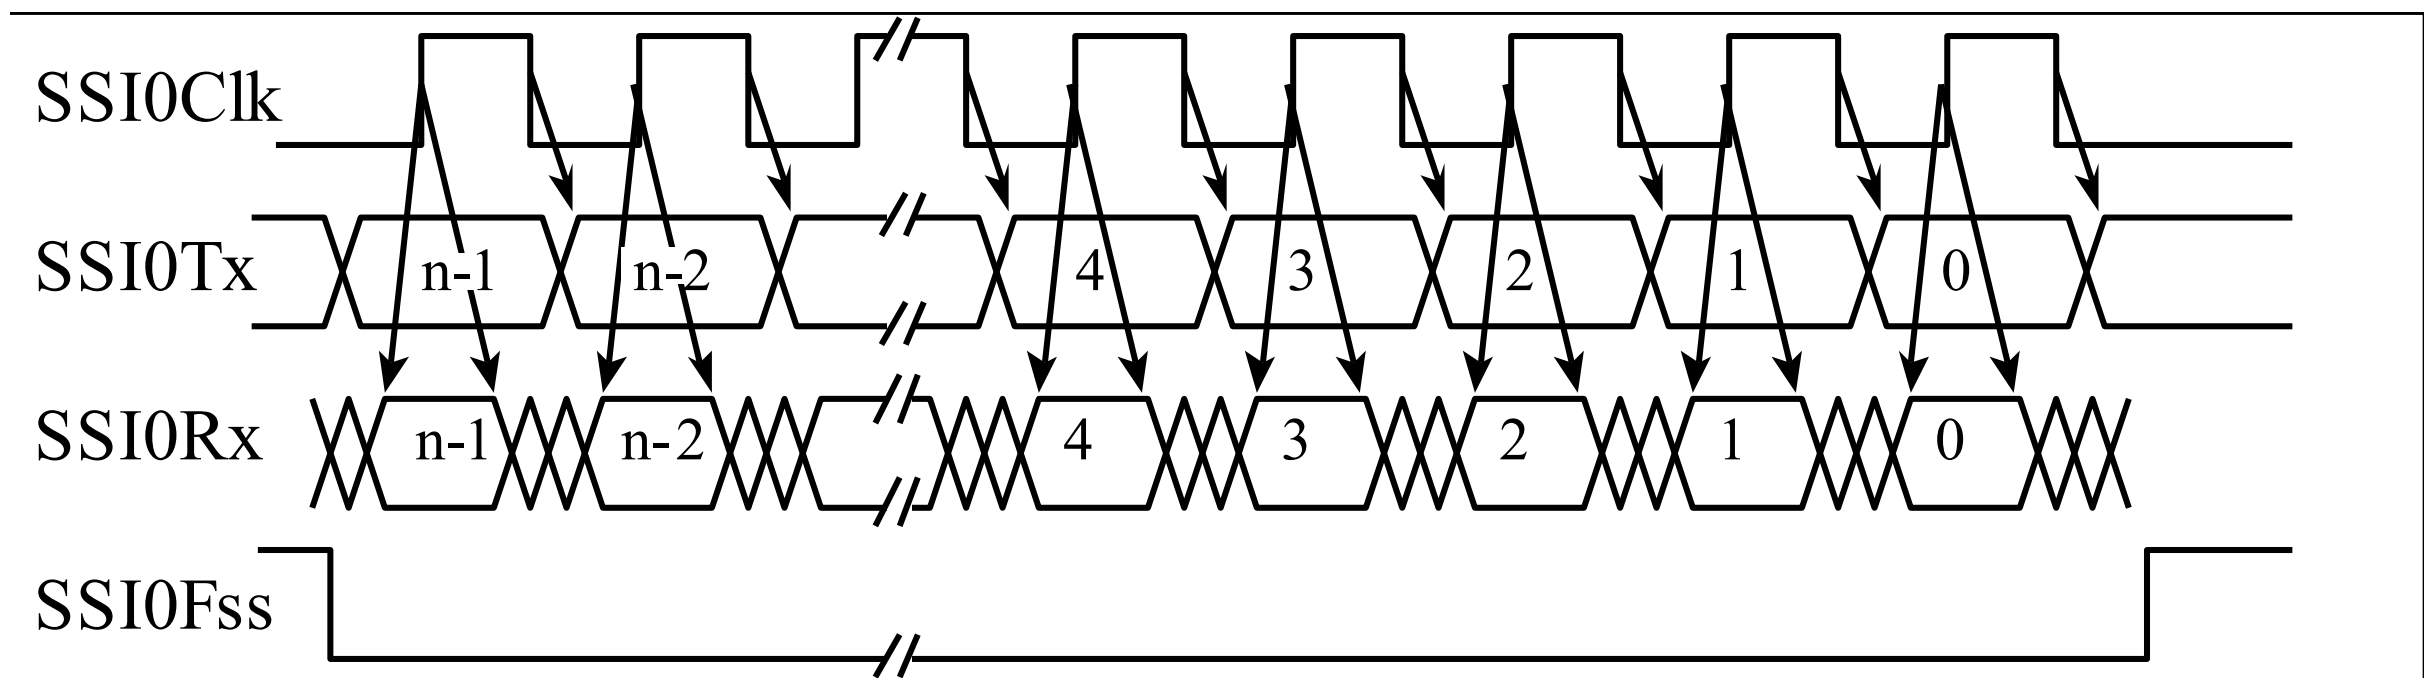 SSI0Clk
SSI0Tx n-1 n-2 4 3 2 1 0
SSI0Rx n-1 n-2 4 3 2 1 0
SSI0Fss